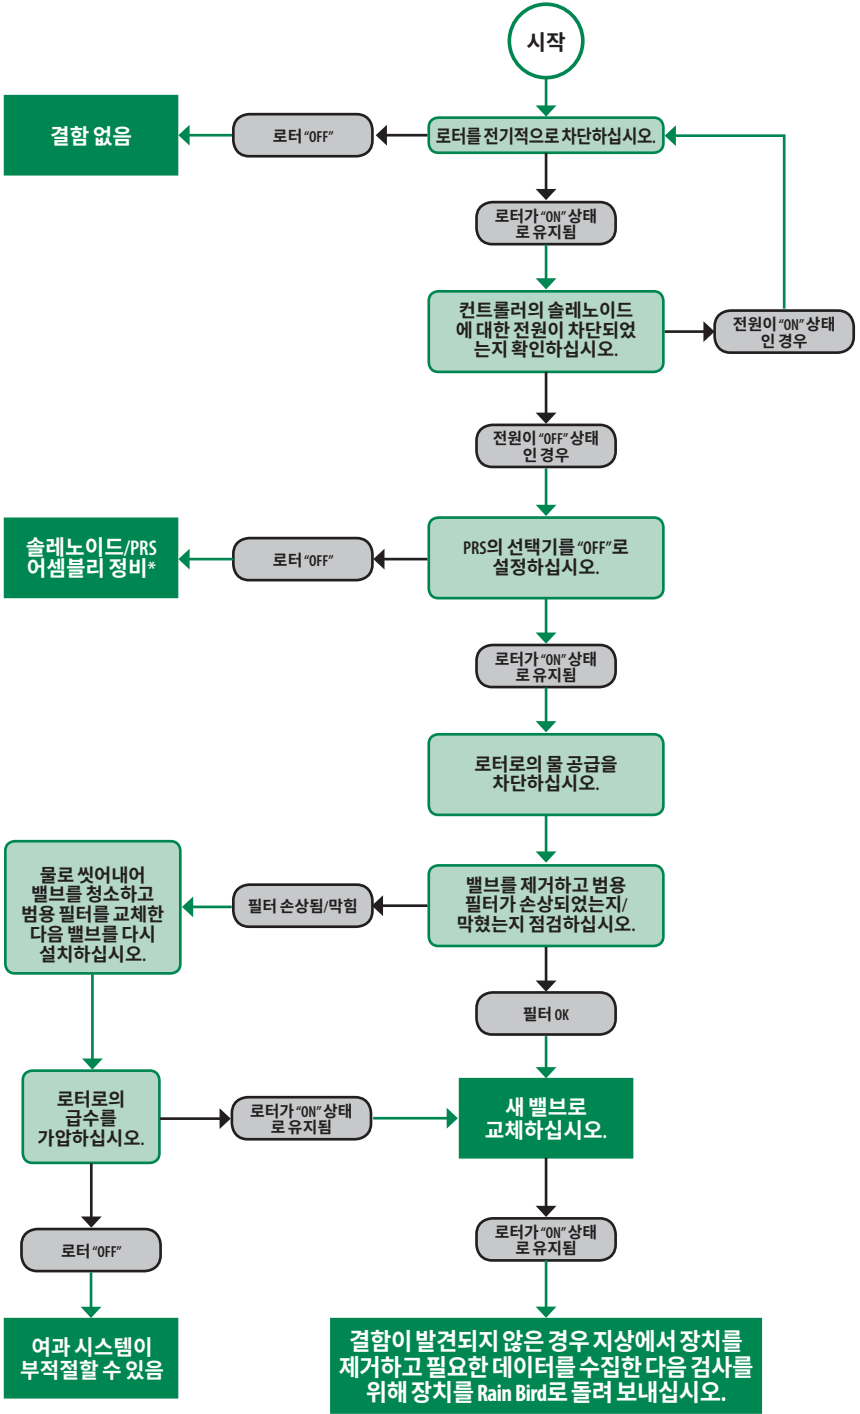 시작
결함 없음
로터 “OFF”
로터를 전기적으로 차단하십시오.
로터가 “ON” 상태
로 유지됨
컨트롤러의 솔레노이드
에 대한 전원이 차단되었
는지 확인하십시오.
전원이 “ON” 상태
인 경우
전원이 “OFF” 상태
인 경우
솔레노이드/PRS
어셈블리 정비*
로터 “OFF”
PRS의 선택기를 “OFF”로
설정하십시오.
로터가 “ON” 상태
로 유지됨
로터로의 물 공급을
차단하십시오.
물로 씻어내어
밸브를 청소하고
범용 필터를 교체한
다음 밸브를 다시
설치하십시오.
필터 손상됨/막힘
밸브를 제거하고 범용
필터가 손상되었는지/
막혔는지 점검하십시오.
필터 OK
로터로의
급수를
가압하십시오.
로터가 “ON” 상태
로 유지됨
새 밸브로
교체하십시오.
로터 “OFF”
로터가 “ON” 상태
로 유지됨
여과 시스템이
부적절할 수 있음
결함이 발견되지 않은 경우 지상에서 장치를
제거하고 필요한 데이터를 수집한 다음 검사를
위해 장치를 Rain Bird로 돌려 보내십시오.